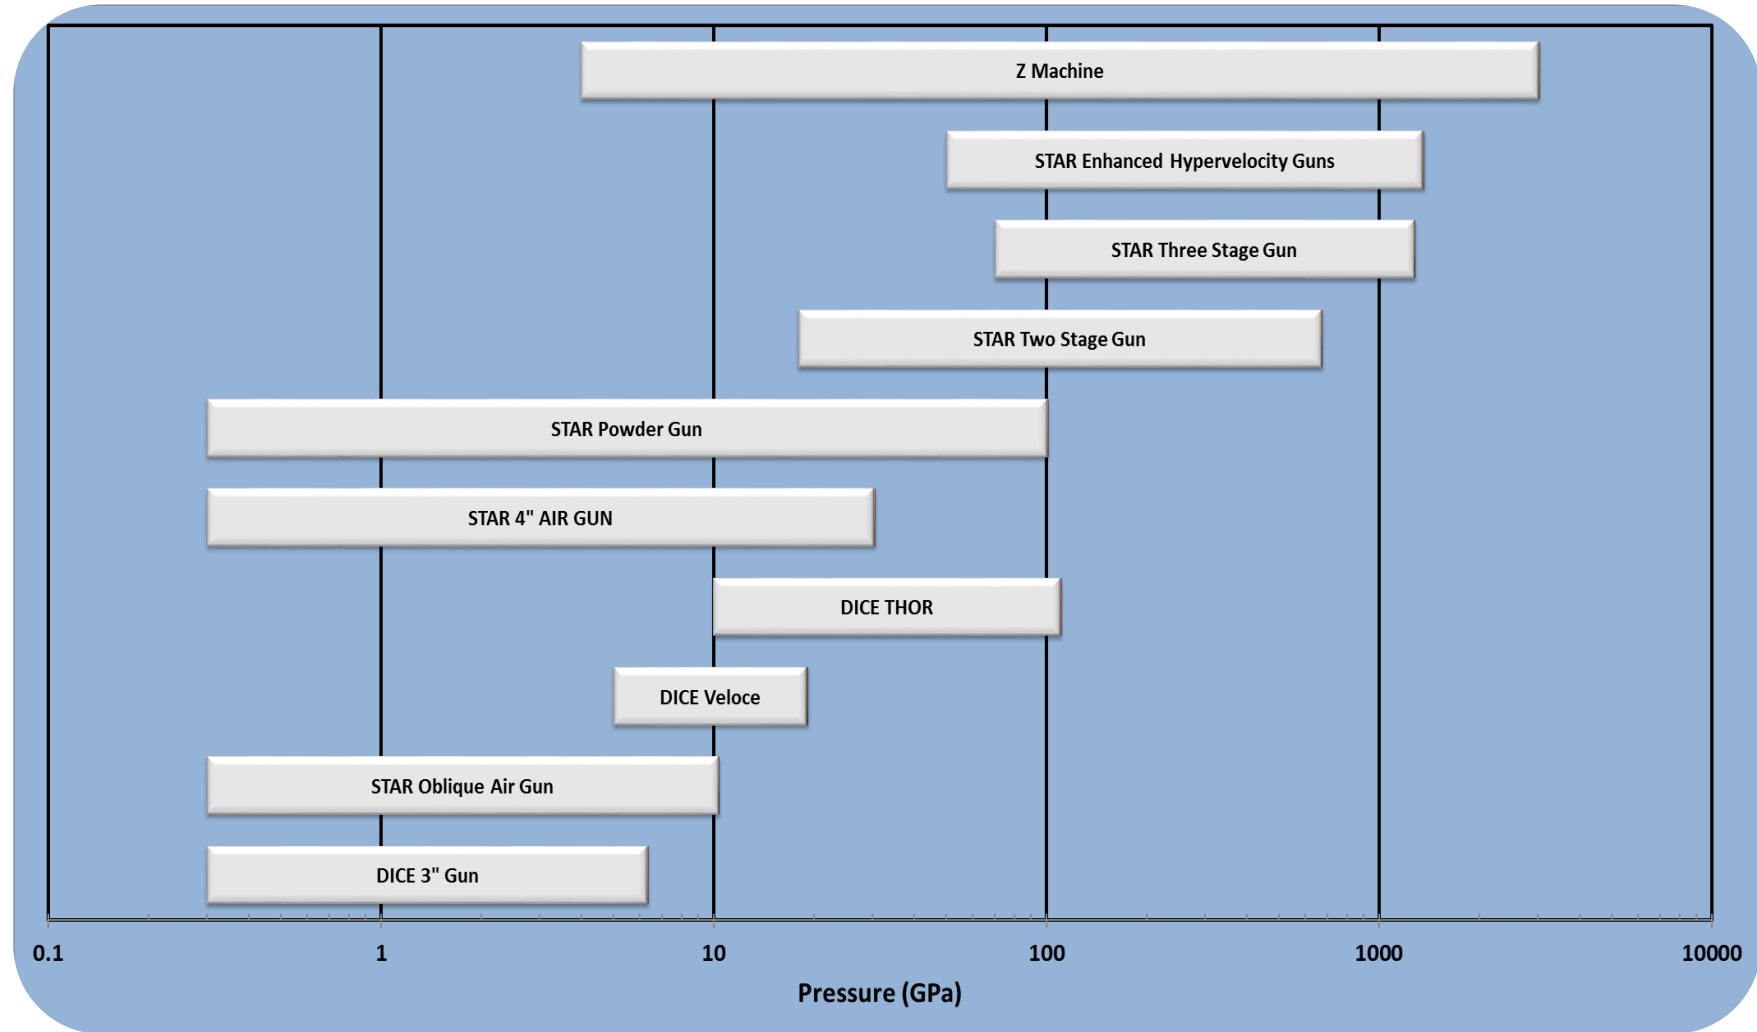 Z Machine
STAR Enhanced Hypervelocity Guns
STAR Three Stage Gun
STAR Two Stage Gun
STAR Powder Gun
STAR 4" AIR GUN
DICE THOR
DICE Veloce
STAR Oblique Air Gun
DICE 3" Gun
0.1 1 10 100 1000 10000
Pressure (GPa)